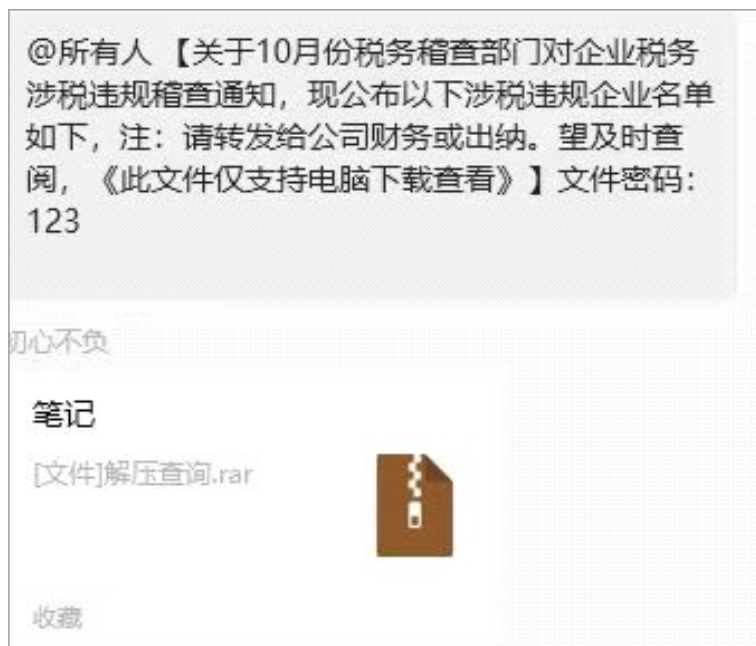 @所有人 【关于10月份税务稽查部门对企业税务
涉税违规稽查通知，现公布以下涉税违规企业名单
如下，注：请转发给公司财务或出纳。望及时查
阅，《此文件仅支持电脑下载查看》】文件密码：
123
初心不负
笔记
[文件]解压查询.rar
收藏